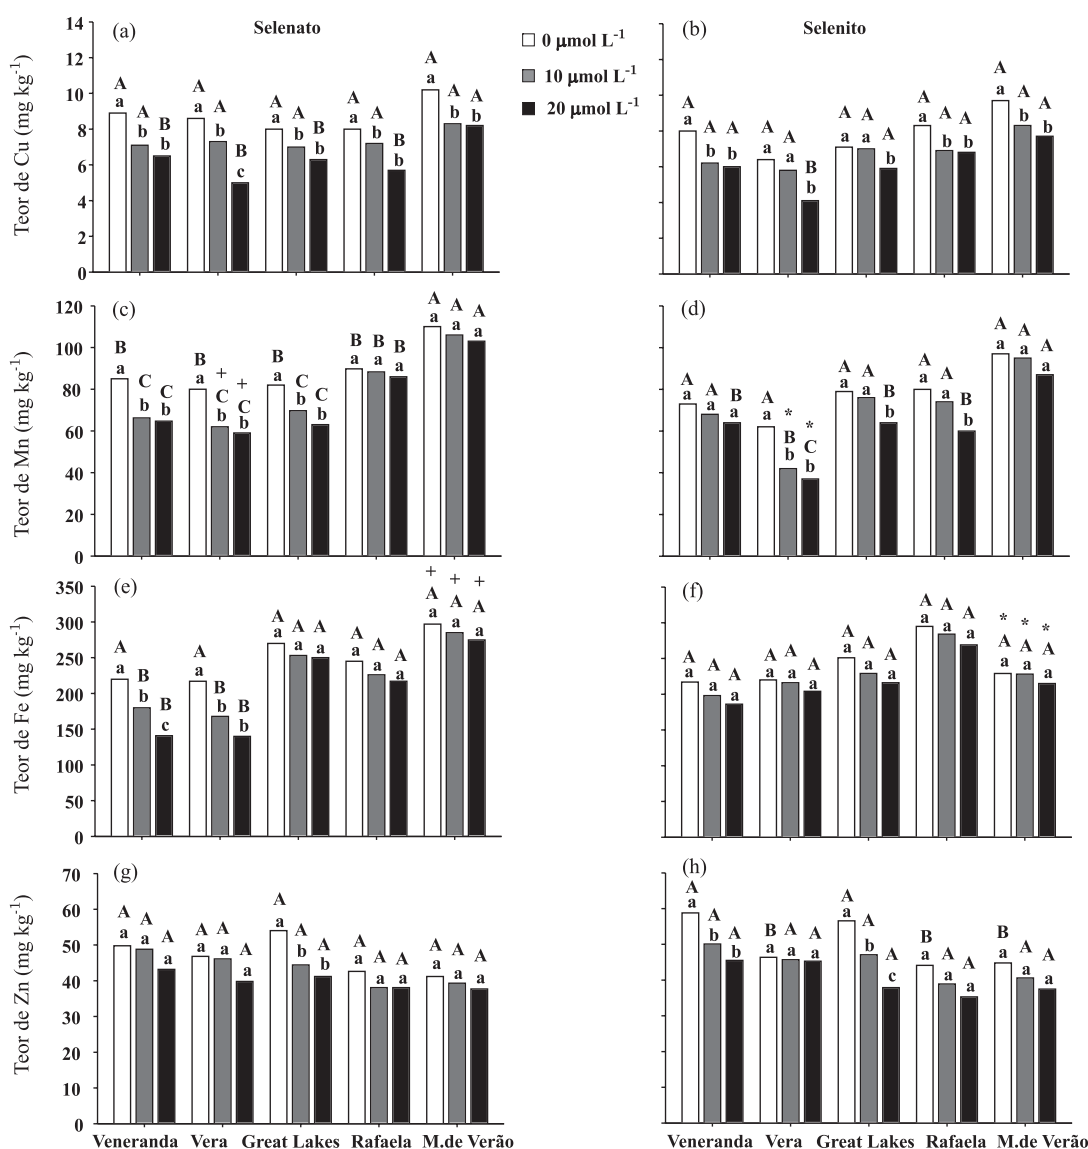 (a)
Selenato
Teor de Cu (mg kg⁻¹)
14
12
10
8
6
4
2
0
A A B A A B A A B A A B A A A
a b b a b c a b b a b b a b b
0 µmol L⁻¹
10 µmol L⁻¹
20 µmol L⁻¹
(b)
Selenito
A A A A A B A A A A A A A A A
a b b a a b a a b a b b a b b
(c)
Teor de Mn (mg kg⁻¹)
120
100
80
60
40
20
0
+ +
B C C B C C B C C B B B A A A
a b b a b b a b b a a a a a a
(d)
* *
A A B A B C A A B A A B A A A
a a a a b b a a b a a b a a a
(e)
Teor de Fe (mg kg⁻¹)
350
300
250
200
150
100
50
0
+ + +
A B B A B B A A A A A A A A A
a b c a b b a a a a a a a a a
(f)
* * *
A A A A A A A A A A A A A A A
a a a a a a a a a a a a a a a
(g)
Teor de Zn (mg kg⁻¹)
70
60
50
40
30
20
10
0
A A A A A A A A A A A A A A A
a a a a a a a b b a a a a a a
Veneranda Vera Great Lakes Rafaela M.de Verão
(h)
A A A B A A A A A B A A B A A
a b b a a a a b c a a a a a a
Veneranda Vera Great Lakes Rafaela M.de Verão